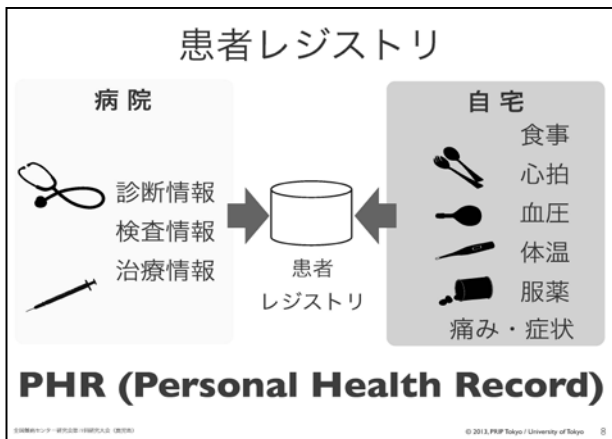 患者レジストリ
病院
診断情報
検査情報
治療情報
患者
レジストリ
自宅
食事
心拍
血圧
体温
服薬
痛み・症状
PHR (Personal Health Record)
© 2013, PRIP Tokyo / University of Tokyo 8